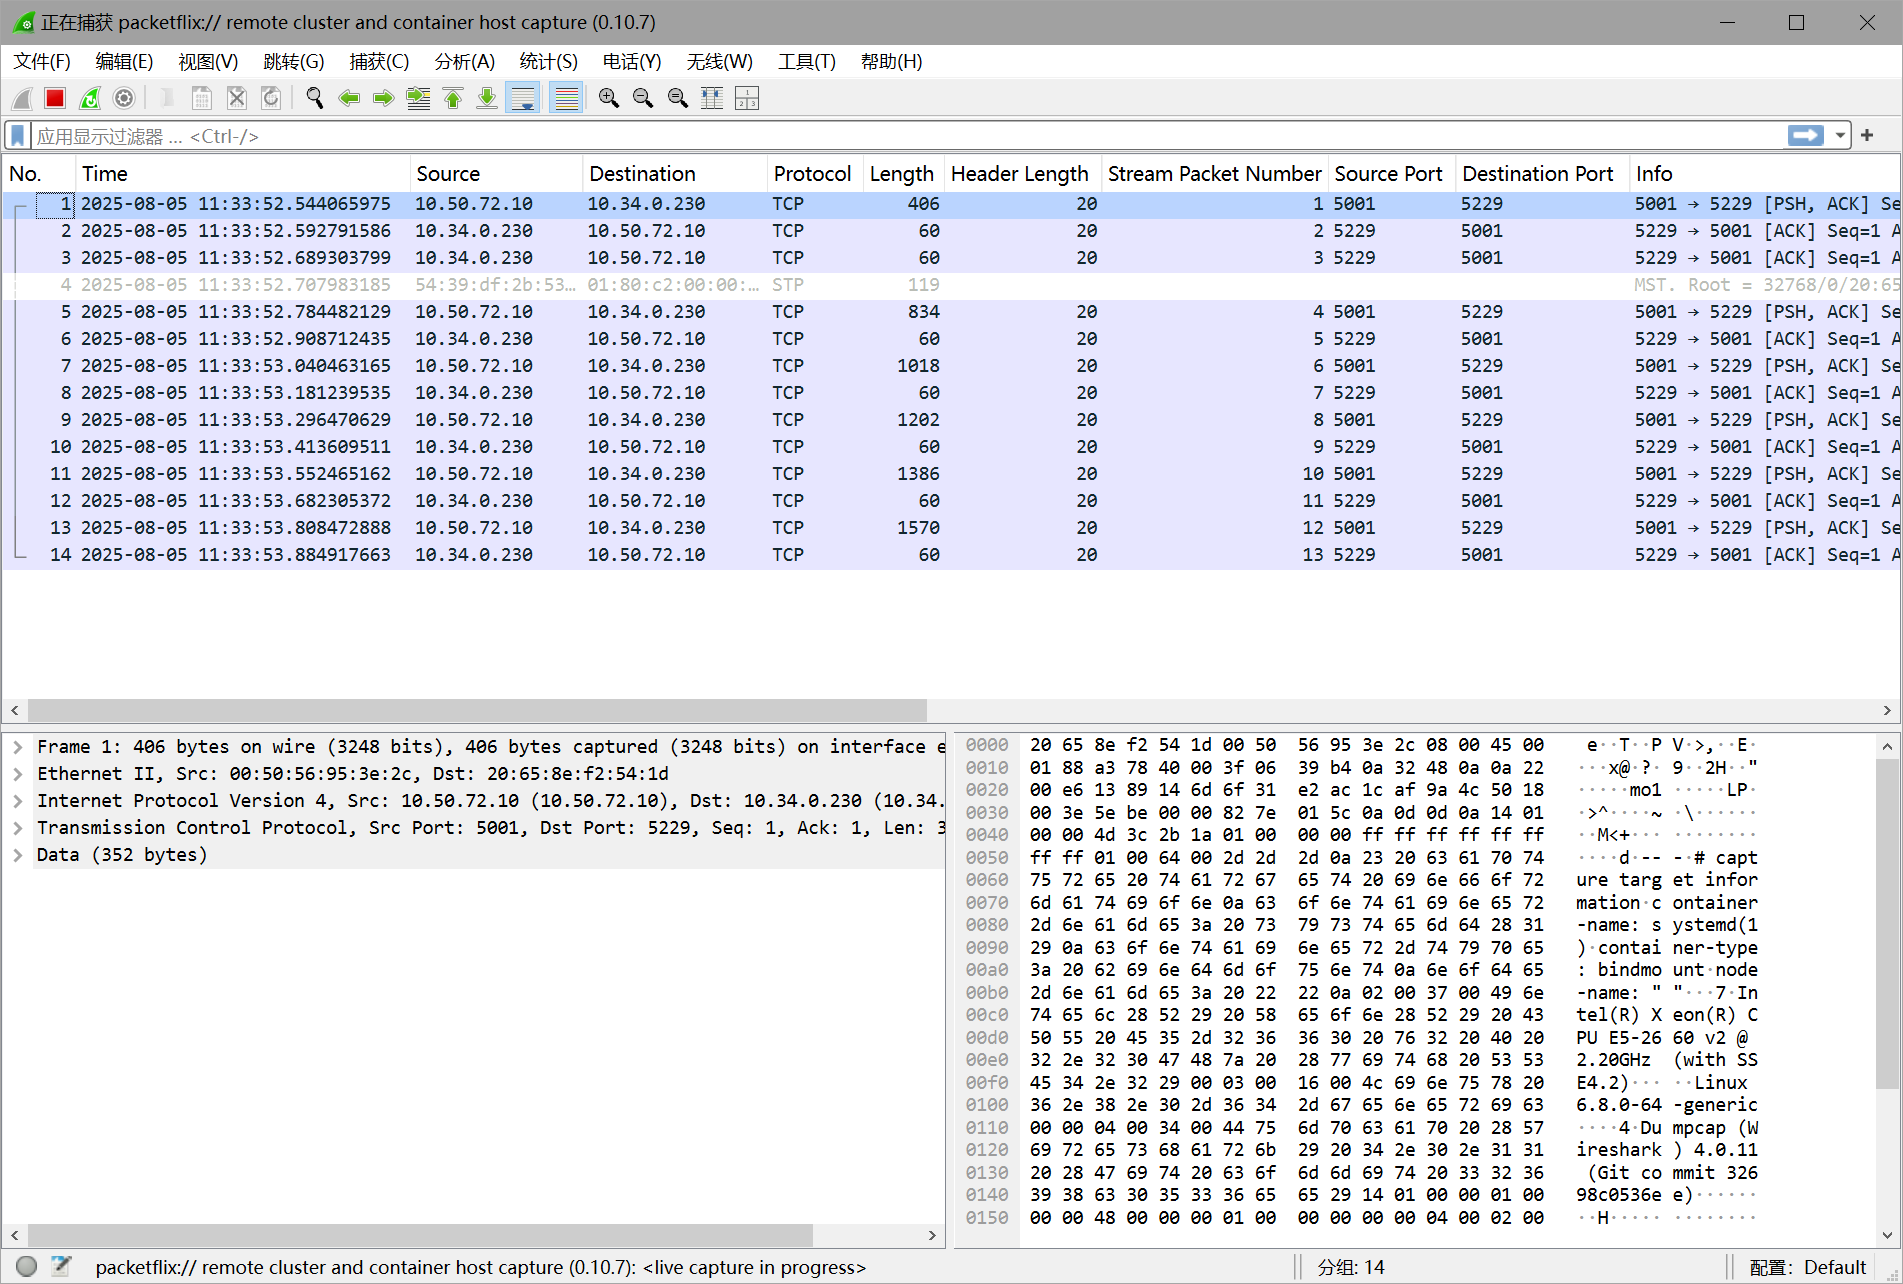 正在捕获 packetflix:// remote cluster and container host capture (0.10.7)
文件(F) 编辑(E) 视图(V) 跳转(G) 捕获(C) 分析(A) 统计(S) 电话(Y) 无线(W) 工具(T) 帮助(H)
应用显示过滤器 … <Ctrl-/>
No. Time Source Destination Protocol Length Header Length Stream Packet Number Source Port Destination Port Info
1 2025-08-05 11:33:52.544065975 10.50.72.10 10.34.0.230 TCP 406 20 1 5001 5229 5001 → 5229 [PSH, ACK] Se
2 2025-08-05 11:33:52.592791586 10.34.0.230 10.50.72.10 TCP 60 20 2 5229 5001 5229 → 5001 [ACK] Seq=1 A
3 2025-08-05 11:33:52.689303799 10.34.0.230 10.50.72.10 TCP 60 20 3 5229 5001 5229 → 5001 [ACK] Seq=1 A
4 2025-08-05 11:33:52.707983185 54:39:df:2b:53… 01:80:c2:00:00:… STP 119 MST. Root = 32768/0/20:65
5 2025-08-05 11:33:52.784482129 10.50.72.10 10.34.0.230 TCP 834 20 4 5001 5229 5001 → 5229 [PSH, ACK] Se
6 2025-08-05 11:33:52.908712435 10.34.0.230 10.50.72.10 TCP 60 20 5 5229 5001 5229 → 5001 [ACK] Seq=1 A
7 2025-08-05 11:33:53.040463165 10.50.72.10 10.34.0.230 TCP 1018 20 6 5001 5229 5001 → 5229 [PSH, ACK] Se
8 2025-08-05 11:33:53.181239535 10.34.0.230 10.50.72.10 TCP 60 20 7 5229 5001 5229 → 5001 [ACK] Seq=1 A
9 2025-08-05 11:33:53.296470629 10.50.72.10 10.34.0.230 TCP 1202 20 8 5001 5229 5001 → 5229 [PSH, ACK] Se
10 2025-08-05 11:33:53.413609511 10.34.0.230 10.50.72.10 TCP 60 20 9 5229 5001 5229 → 5001 [ACK] Seq=1 A
11 2025-08-05 11:33:53.552465162 10.50.72.10 10.34.0.230 TCP 1386 20 10 5001 5229 5001 → 5229 [PSH, ACK] Se
12 2025-08-05 11:33:53.682305372 10.34.0.230 10.50.72.10 TCP 60 20 11 5229 5001 5229 → 5001 [ACK] Seq=1 A
13 2025-08-05 11:33:53.808472888 10.50.72.10 10.34.0.230 TCP 1570 20 12 5001 5229 5001 → 5229 [PSH, ACK] Se
14 2025-08-05 11:33:53.884917663 10.34.0.230 10.50.72.10 TCP 60 20 13 5229 5001 5229 → 5001 [ACK] Seq=1 A
Frame 1: 406 bytes on wire (3248 bits), 406 bytes captured (3248 bits) on interface e
Ethernet II, Src: 00:50:56:95:3e:2c, Dst: 20:65:8e:f2:54:1d
Internet Protocol Version 4, Src: 10.50.72.10 (10.50.72.10), Dst: 10.34.0.230 (10.34.
Transmission Control Protocol, Src Port: 5001, Dst Port: 5229, Seq: 1, Ack: 1, Len: 3
Data (352 bytes)
0000 20 65 8e f2 54 1d 00 50 56 95 3e 2c 08 00 45 00 e··T··P V·>,··E·
0010 01 88 a3 78 40 00 3f 06 39 b4 0a 32 48 0a 0a 22 ···x@·?· 9··2H··"
0020 00 e6 13 89 14 6d 6f 31 e2 ac 1c af 9a 4c 50 18 ·····mo1 ·····LP·
0030 00 3e 5e be 00 00 82 7e 01 5c 0a 0d 0d 0a 14 01 ·>^····~ ·\······
0040 00 00 4d 3c 2b 1a 01 00 00 00 ff ff ff ff ff ff ··M<+··· ········
0050 ff ff 01 00 64 00 2d 2d 2d 0a 23 20 63 61 70 74 ····d·-- -·# capt
0060 75 72 65 20 74 61 72 67 65 74 20 69 6e 66 6f 72 ure targ et infor
0070 6d 61 74 69 6f 6e 0a 63 6f 6e 74 61 69 6e 65 72 mation·c ontainer
0080 2d 6e 61 6d 65 3a 20 73 79 73 74 65 6d 64 28 31 -name: s ystemd(1
0090 29 0a 63 6f 6e 74 61 69 6e 65 72 2d 74 79 70 65 )·contai ner-type
00a0 3a 20 62 69 6e 64 6d 6f 75 6e 74 0a 6e 6f 64 65 : bindmo unt·node
00b0 2d 6e 61 6d 65 3a 20 22 22 0a 02 00 37 00 49 6e -name: " "···7·In
00c0 74 65 6c 28 52 29 20 58 65 6f 6e 28 52 29 20 43 tel(R) X eon(R) C
00d0 50 55 20 45 35 2d 32 36 36 30 20 76 32 20 40 20 PU E5-26 60 v2 @
00e0 32 2e 32 30 47 48 7a 20 28 77 69 74 68 20 53 53 2.20GHz (with SS
00f0 45 34 2e 32 29 00 03 00 16 00 4c 69 6e 75 78 20 E4.2)··· ··Linux
0100 36 2e 38 2e 30 2d 36 34 2d 67 65 6e 65 72 69 63 6.8.0-64 -generic
0110 00 00 04 00 34 00 44 75 6d 70 63 61 70 20 28 57 ····4·Du mpcap (W
0120 69 72 65 73 68 61 72 6b 29 20 34 2e 30 2e 31 31 ireshark ) 4.0.11
0130 20 28 47 69 74 20 63 6f 6d 6d 69 74 20 33 32 36 (Git co mmit 326
0140 39 38 63 30 35 33 36 65 65 29 14 01 00 00 01 00 98c0536e e)······
0150 00 00 48 00 00 00 01 00 00 00 00 00 04 00 02 00 ··H····· ········
packetflix:// remote cluster and container host capture (0.10.7): <live capture in progress> 分组: 14 配置: Default